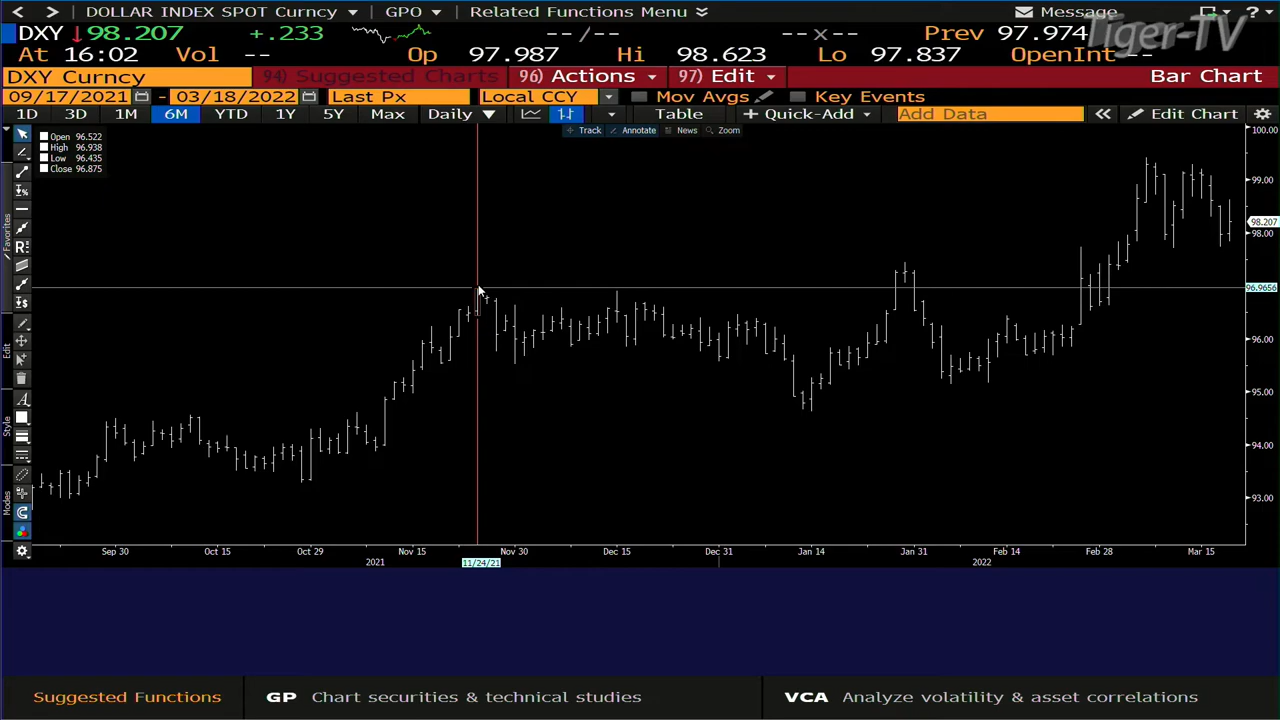 < > DOLLAR INDEX SPOT Curncy GPO Related Functions Menu Message ?
Tiger-TV
DXY ↓98.207 +.233 --/-- --x-- Prev 97.974
At 16:02 Vol -- Op 97.987 Hi 98.623 Lo 97.837 OpenInt --
DXY Curncy 94) Suggested Charts 96) Actions 97) Edit Bar Chart
09/17/2021 - 03/18/2022 Last Px Local CCY Mov Avgs Key Events
1D 3D 1M 6M YTD 1Y 5Y Max Daily Table + Quick-Add Add Data « Edit Chart
Track Annotate News Zoom
Open 96.522
High 96.938
Low 96.435
Close 96.875
100.00
99.00
98.207
98.00
96.9656
96.00
95.00
94.00
93.00
Favorites
Edit
Style
Modes
Sep 30 Oct 15 Oct 29 Nov 15 Nov 30 Dec 15 Dec 31 Jan 14 Jan 31 Feb 14 Feb 28 Mar 15
2021 11/24/21 2022
Suggested Functions GP Chart securities & technical studies VCA Analyze volatility & asset correlations